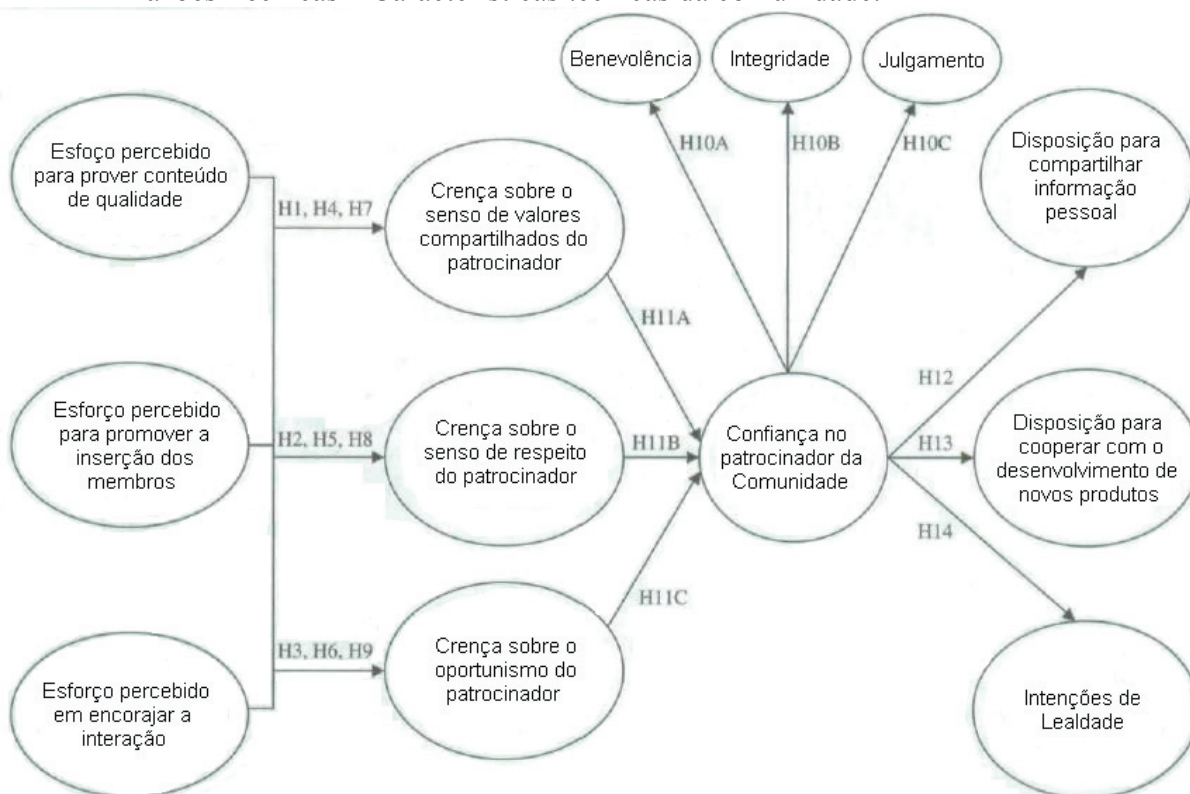 Benevolência
Integridade
Julgamento
H10A
H10B
H10C
Esfoço percebido
para prover conteúdo
de qualidade
H1, H4, H7
Crença sobre o
senso de valores
compartilhados do
patrocinador
Disposição para
compartilhar
informação
pessoal
H11A
H12
Esforço percebido
para promover a
inserção dos
membros
H2, H5, H8
Crença sobre o
senso de respeito
do patrocinador
H11B
Confiança no
patrocinador da
Comunidade
H13
Disposição para
cooperar com o
desenvolvimento de
novos produtos
H14
H11C
Esforço percebido
em encorajar a
interação
H3, H6, H9
Crença sobre o
oportunismo do
patrocinador
Intenções de
Lealdade